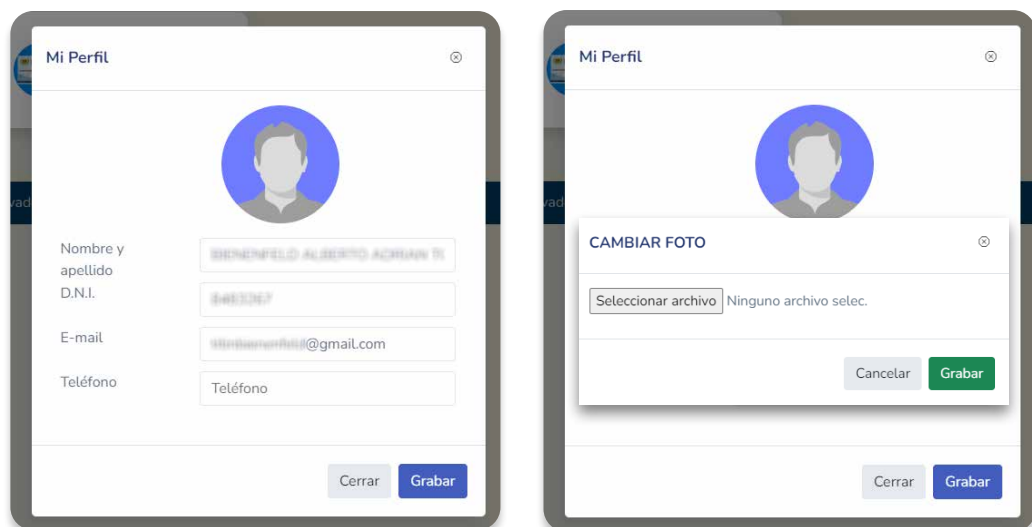 Mi Perfil
Nombre y
apellido
D.N.I.
E-mail
@gmail.com
Teléfono
Teléfono
Cerrar
Grabar
Mi Perfil
CAMBIAR FOTO
Seleccionar archivo
Ninguno archivo selec.
Cancelar
Grabar
Cerrar
Grabar